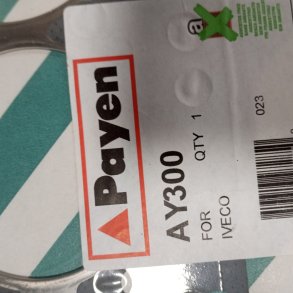 Payen
AY300
QTY 1
FOR
IVECO
023
a